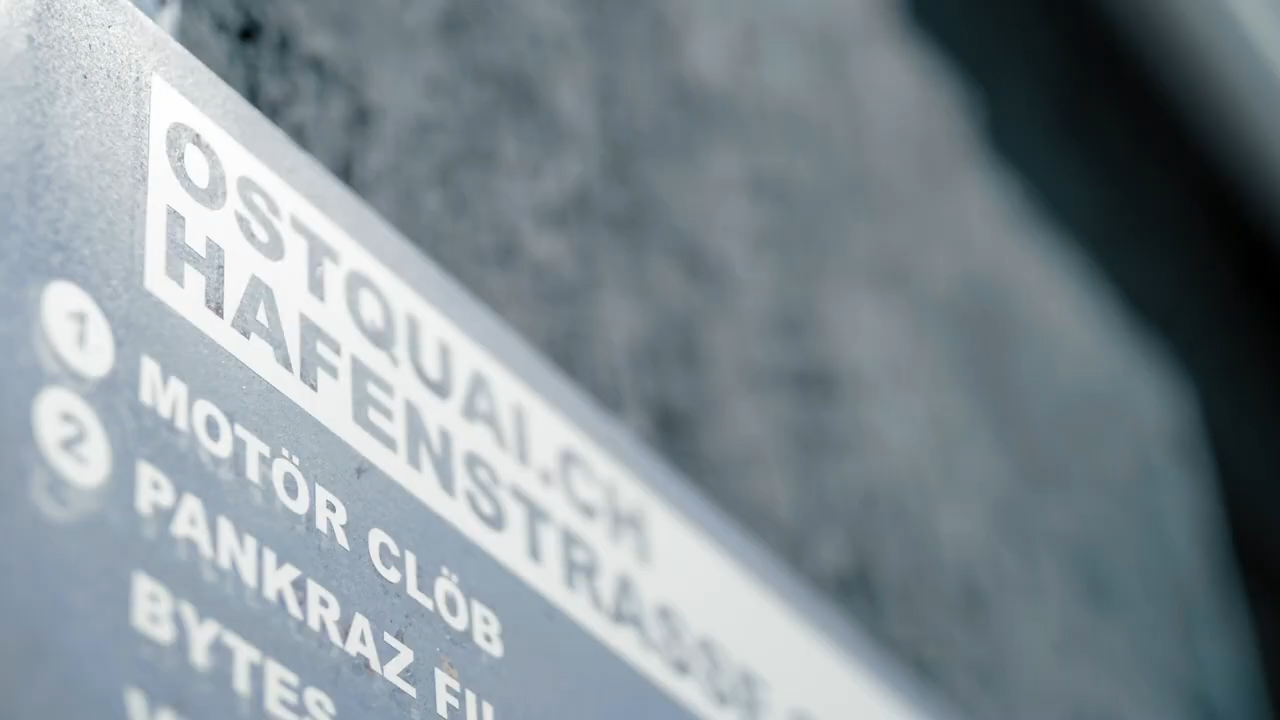 OSTQUAI.CH
HAFENSTRASSE
1 MOTÖR CLÖB
2 PANKRAZ
BYTES